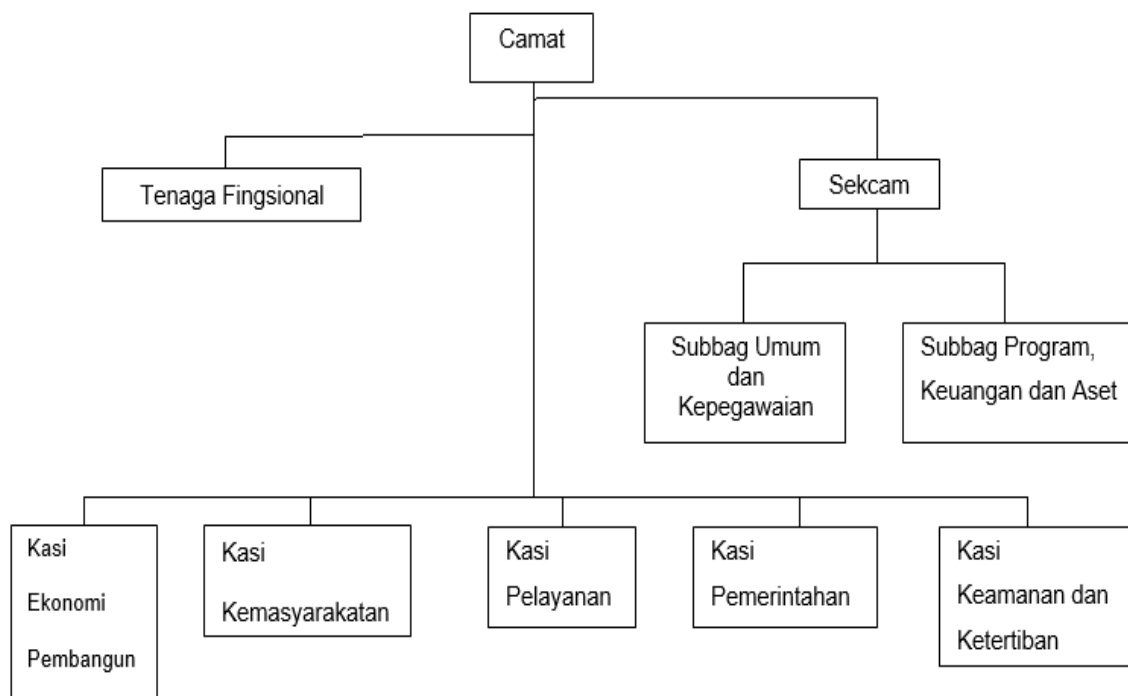 Camat
Tenaga Fingsional
Sekcam
Subbag Umum
dan
Kepegawaian
Subbag Program,
Keuangan dan Aset
Kasi
Ekonomi
Pembangun
Kasi
Kemasyarakatan
Kasi
Pelayanan
Kasi
Pemerintahan
Kasi
Keamanan dan
Ketertiban